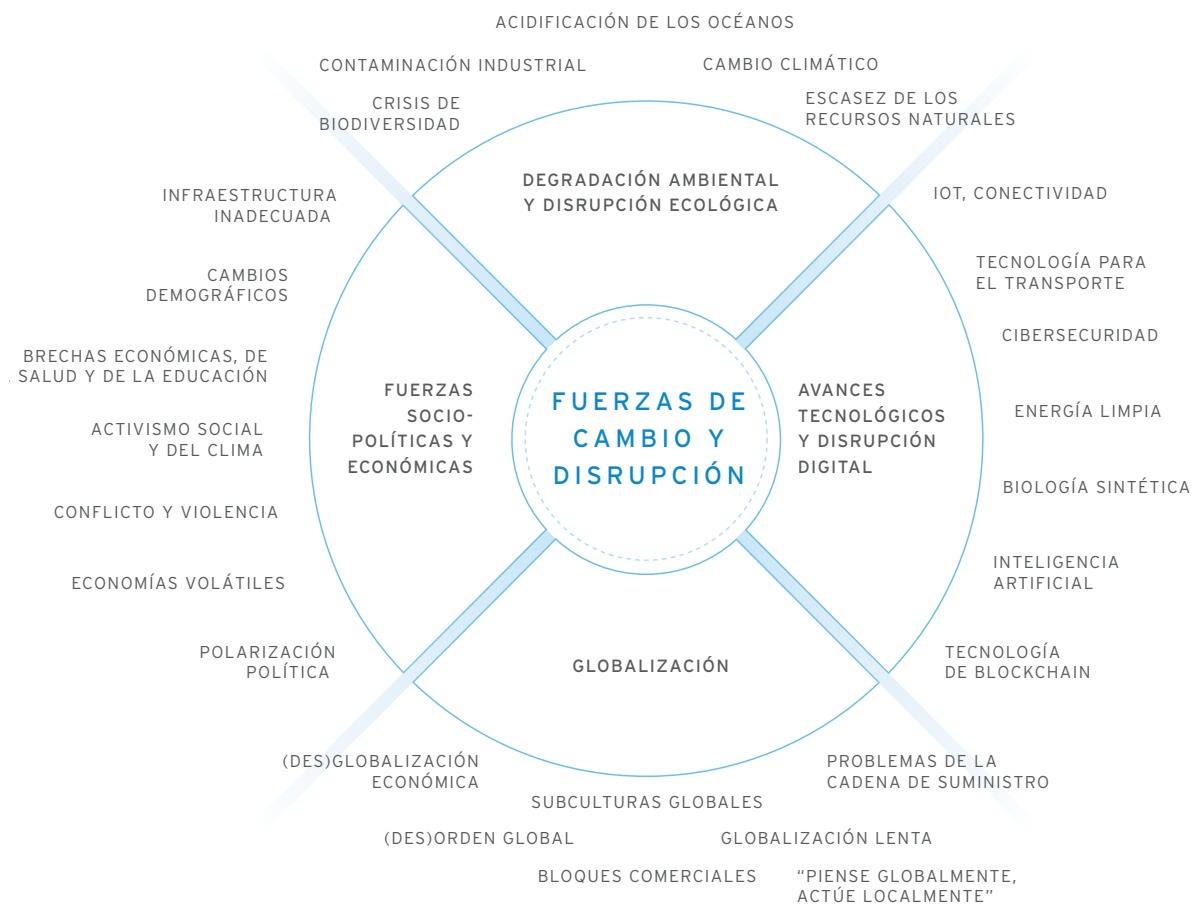 ACIDIFICACIÓN DE LOS OCÉANOS
CONTAMINACIÓN INDUSTRIAL
CAMBIO CLIMÁTICO
CRISIS DE
BIODIVERSIDAD
ESCASEZ DE LOS
RECURSOS NATURALES
DEGRADACIÓN AMBIENTAL
Y DISRUPCIÓN ECOLÓGICA
INFRAESTRUCTURA
INADECUADA
CAMBIOS
DEMOGRÁFICOS
BRECHAS ECONÓMICAS, DE
SALUD Y DE LA EDUCACIÓN
ACTIVISMO SOCIAL
Y DEL CLIMA
CONFLICTO Y VIOLENCIA
ECONOMÍAS VOLÁTILES
POLARIZACIÓN
POLÍTICA
FUERZAS
SOCIO-
POLÍTICAS Y
ECONÓMICAS
FUERZAS DE
CAMBIO Y
DISRUPCIÓN
AVANCES
TECNOLÓGICOS
Y DISRUPCIÓN
DIGITAL
IOT, CONECTIVIDAD
TECNOLOGÍA PARA
EL TRANSPORTE
CIBERSECURIDAD
ENERGÍA LIMPIA
BIOLOGÍA SINTÉTICA
INTELIGENCIA
ARTIFICIAL
TECNOLOGÍA
DE BLOCKCHAIN
GLOBALIZACIÓN
(DES)GLOBALIZACIÓN
ECONÓMICA
PROBLEMAS DE LA
CADENA DE SUMINISTRO
SUBCULTURAS GLOBALES
(DES)ORDEN GLOBAL
GLOBALIZACIÓN LENTA
BLOQUES COMERCIALES
“PIENSE GLOBALMENTE,
ACTÚE LOCALMENTE”